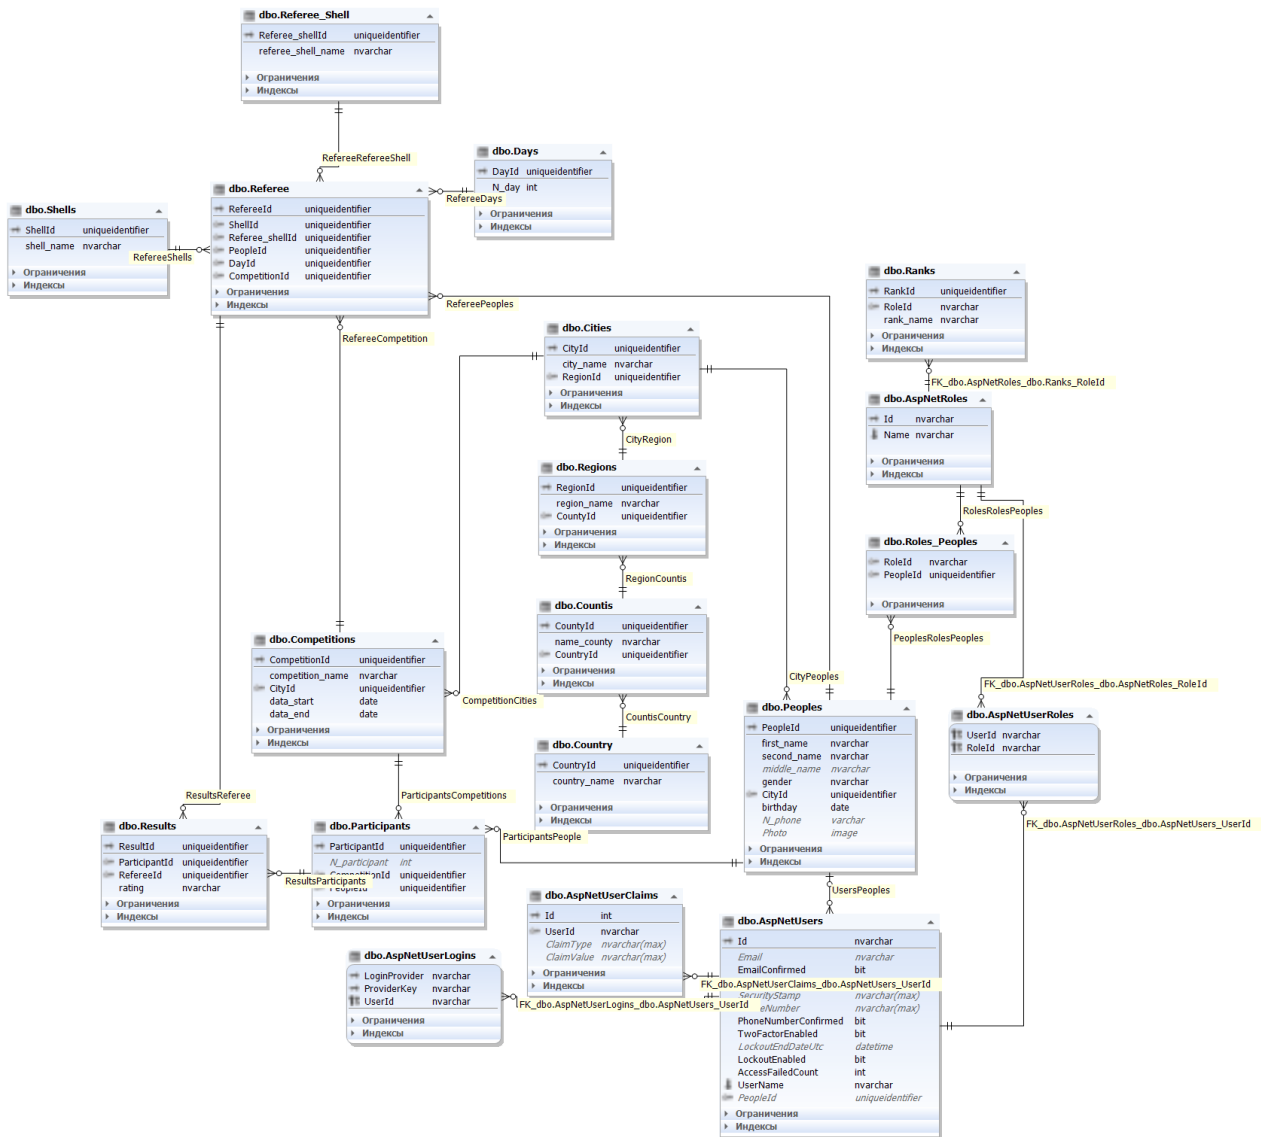 dbo.Referee_Shell
Referee_shellId uniqueidentifier
referee_shell_name nvarchar
Ограничения
Индексы
RefereeRefereeShell
dbo.Days
DayId uniqueidentifier
N_day int
Ограничения
Индексы
RefereeDays
dbo.Referee
RefereeId uniqueidentifier
ShellId uniqueidentifier
Referee_shellId uniqueidentifier
PeopleId uniqueidentifier
DayId uniqueidentifier
CompetitionId uniqueidentifier
Ограничения
Индексы
dbo.Shells
ShellId uniqueidentifier
shell_name nvarchar
Ограничения
Индексы
RefereeShells
RefereePeoples
RefereeCompetition
dbo.Ranks
RankId uniqueidentifier
RoleId nvarchar
rank_name nvarchar
Ограничения
Индексы
FK_dbo.AspNetRoles_dbo.Ranks_RoleId
dbo.Cities
CityId uniqueidentifier
city_name nvarchar
RegionId uniqueidentifier
Ограничения
Индексы
CityRegion
dbo.AspNetRoles
Id nvarchar
Name nvarchar
Ограничения
Индексы
RolesRolesPeoples
dbo.Regions
RegionId uniqueidentifier
region_name nvarchar
CountyId uniqueidentifier
Ограничения
Индексы
RegionCountis
dbo.Roles_Peoples
RoleId nvarchar
PeopleId uniqueidentifier
Ограничения
PeoplesRolesPeoples
dbo.Countis
CountyId uniqueidentifier
name_county nvarchar
CountryId uniqueidentifier
Ограничения
Индексы
CountisCountry
dbo.Competitions
CompetitionId uniqueidentifier
competition_name nvarchar
CityId uniqueidentifier
data_start date
data_end date
Ограничения
Индексы
CompetitionCities
CityPeoples
FK_dbo.AspNetUserRoles_dbo.AspNetRoles_RoleId
dbo.Peoples
PeopleId uniqueidentifier
first_name nvarchar
second_name nvarchar
middle_name nvarchar
gender nvarchar
CityId uniqueidentifier
birthday date
N_phone varchar
Photo image
Ограничения
Индексы
dbo.AspNetUserRoles
UserId nvarchar
RoleId nvarchar
Ограничения
Индексы
FK_dbo.AspNetUserRoles_dbo.AspNetUsers_UserId
dbo.Country
CountryId uniqueidentifier
country_name nvarchar
Ограничения
Индексы
ResultsReferee
ParticipantsCompetitions
ParticipantsPeople
dbo.Results
ResultId uniqueidentifier
ParticipantId uniqueidentifier
RefereeId uniqueidentifier
rating nvarchar
Ограничения
Индексы
ResultsParticipants
dbo.Participants
ParticipantId uniqueidentifier
N_participant int
uniqueidentifier
uniqueidentifier
Ограничения
Индексы
UsersPeoples
dbo.AspNetUserClaims
Id int
UserId nvarchar
ClaimType nvarchar(max)
ClaimValue nvarchar(max)
Ограничения
Индексы
FK_dbo.AspNetUserClaims_dbo.AspNetUsers_UserId
dbo.AspNetUserLogins
LoginProvider nvarchar
ProviderKey nvarchar
UserId nvarchar
Ограничения
Индексы
FK_dbo.AspNetUserLogins_dbo.AspNetUsers_UserId
dbo.AspNetUsers
Id nvarchar
Email nvarchar
EmailConfirmed bit
SecurityStamp nvarchar(max)
nvarchar(max)
PhoneNumberConfirmed bit
TwoFactorEnabled bit
LockoutEndDateUtc datetime
LockoutEnabled bit
AccessFailedCount int
UserName nvarchar
PeopleId uniqueidentifier
Ограничения
Индексы